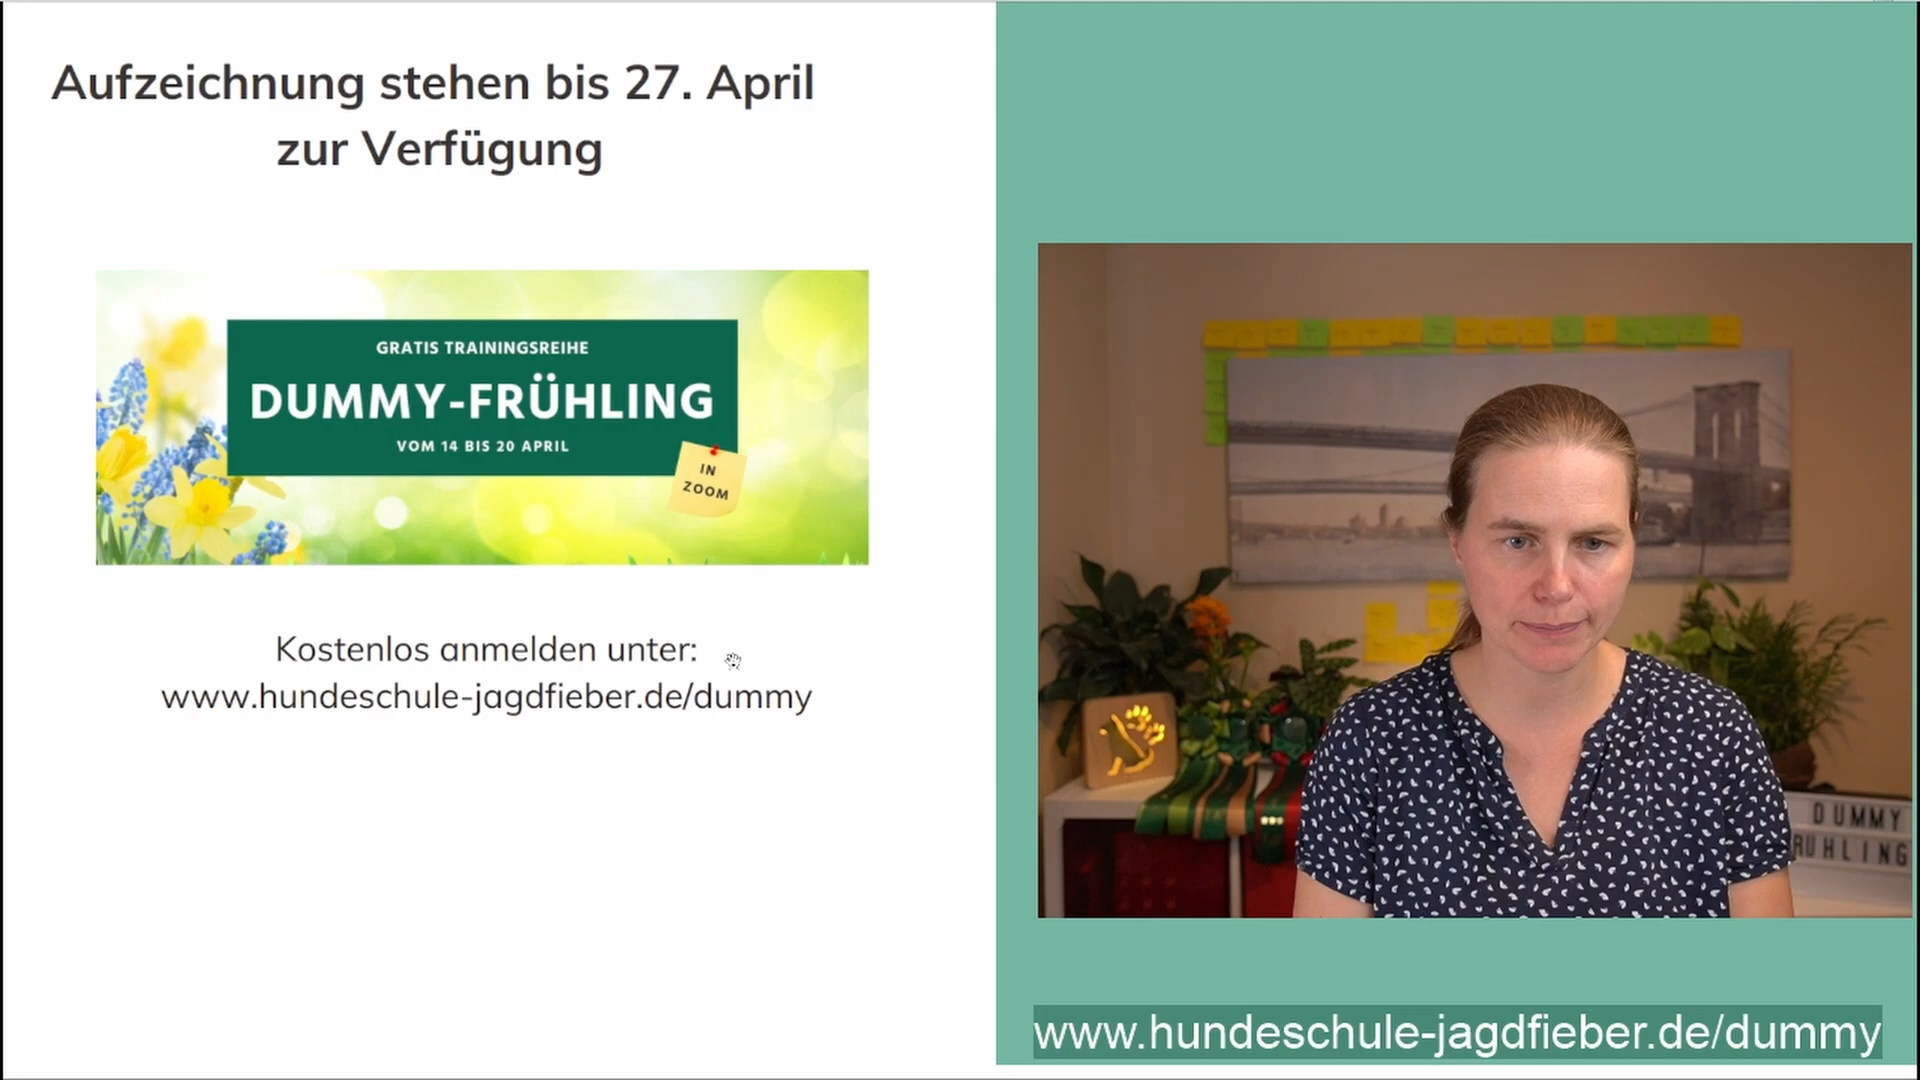 Aufzeichnung stehen bis 27. April
zur Verfügung
GRATIS TRAININGSREIHE
DUMMY-FRÜHLING
VOM 14 BIS 20 APRIL
IN
ZOOM
Kostenlos anmelden unter:
www.hundeschule-jagdfieber.de/dummy
DUMMY
RUHLING
www.hundeschule-jagdfieber.de/dummy